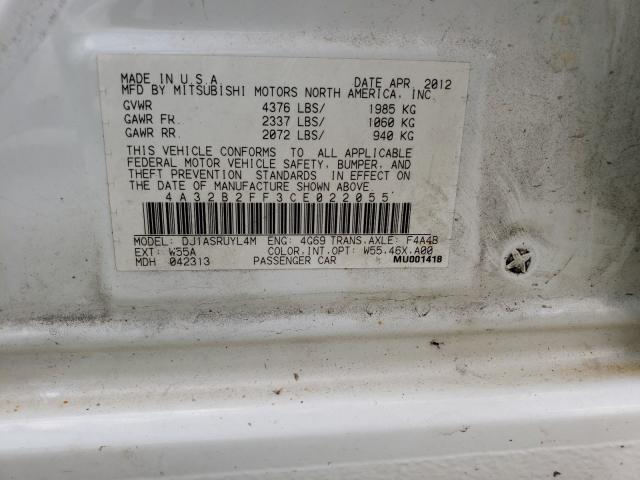 MADE IN U.S.A. DATE APR. 2012
MFD BY MITSUBISHI MOTORS NORTH AMERICA, INC.
GVWR 4376 LBS/ 1985 KG
GAWR FR. 2337 LBS/ 1060 KG
GAWR RR. 2072 LBS/ 940 KG
THIS VEHICLE CONFORMS TO ALL APPLICABLE
FEDERAL MOTOR VEHICLE SAFETY, BUMPER, AND
THEFT PREVENTION STANDARDS IN EFFECT ON
THE DATE OF MANUFACTURE SHOWN ABOVE.
4A32B2FF3CE022055
MODEL: DJ1ASRUYL4M ENG: 4G69 TRANS.AXLE: F4A4B
EXT: W55A COLOR.INT.OPT: W55.46X.A00
MDH 042313 PASSENGER CAR MU001418